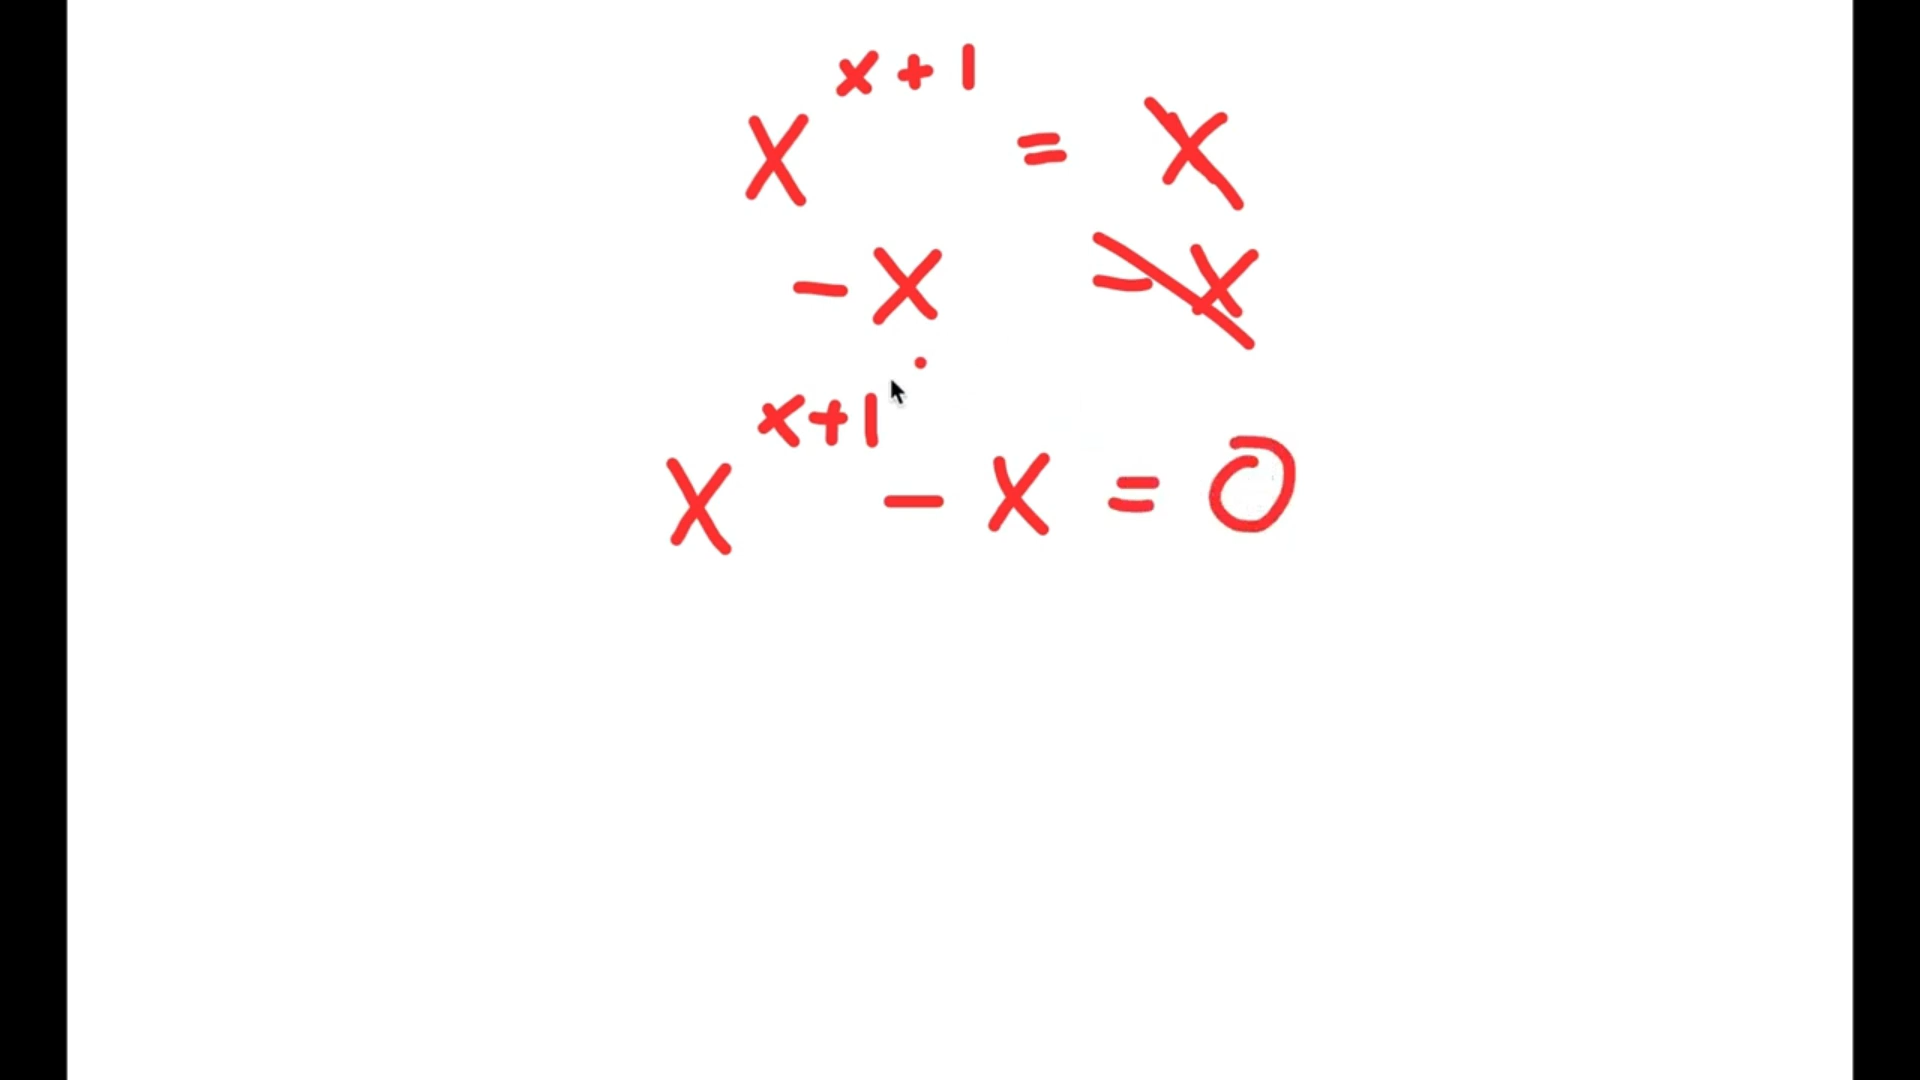 x^{x+1} = x
- x - x
x^{x+1} - x = 0